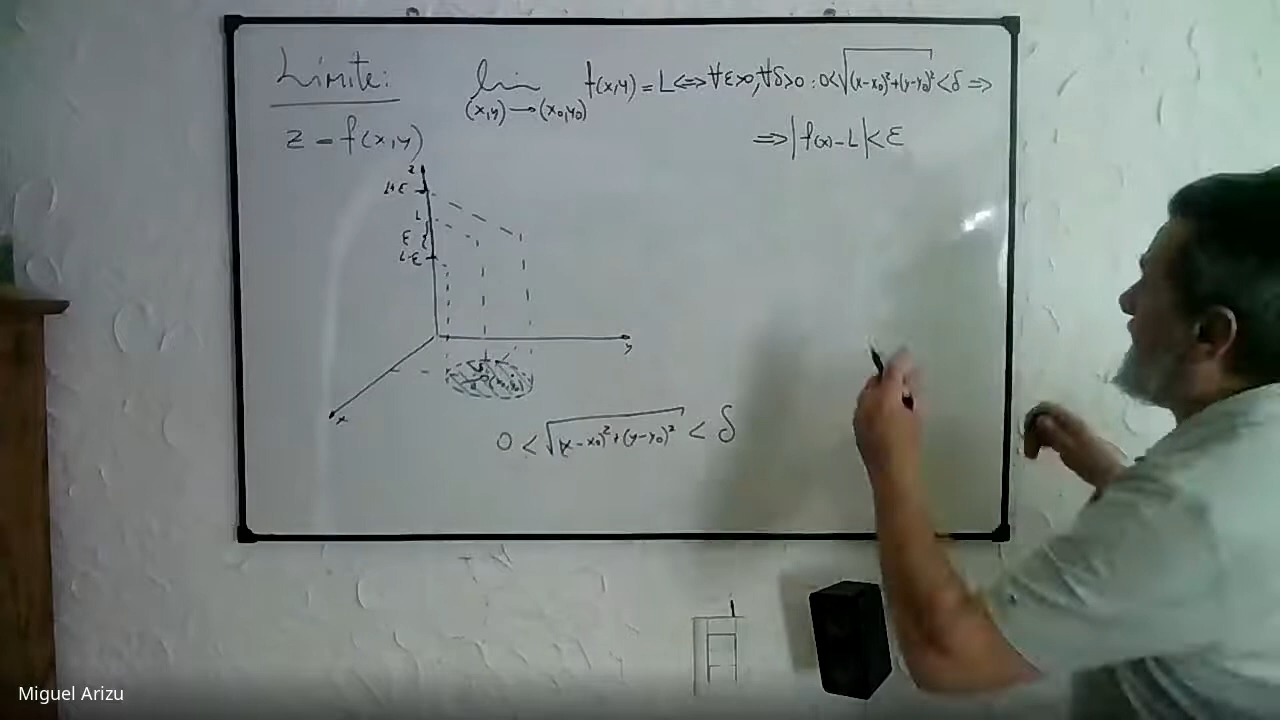 Límite:
lim f(x,y) = L ⟺ ∀ε>0, ∀δ>0 : 0<√(x-x₀)²+(y-y₀)² <δ ⟹
(x,y)→(x₀,y₀)
z = f(x,y)
⟹ |f(x)-L|<ε
z
L+ε
L
ε
L-ε
y
x
0 < √(x-x₀)²+(y-y₀)² < δ
Miguel Arizu